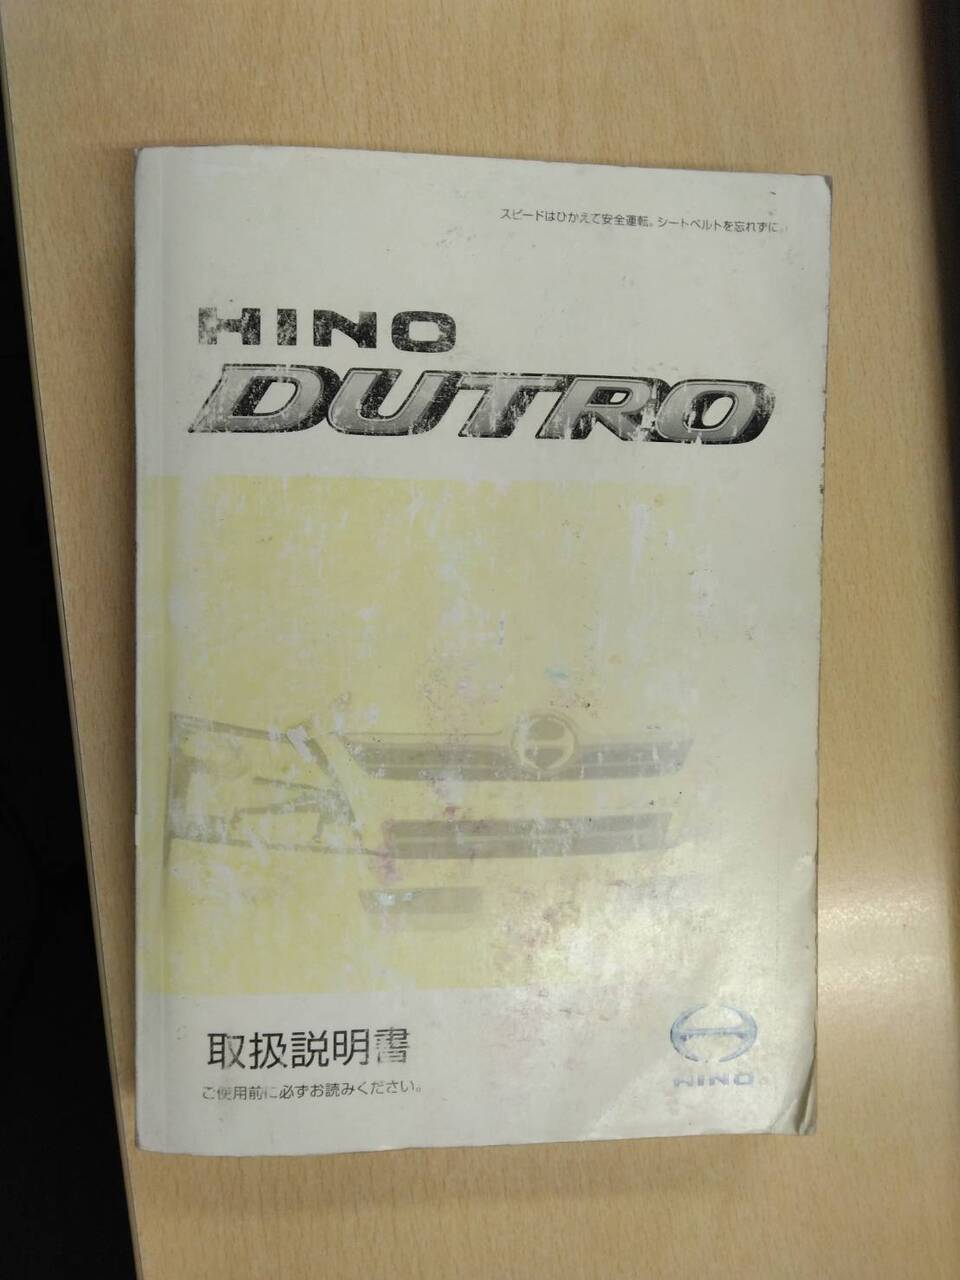 スピードはひかえて安全運転。シートベルトを忘れずに。
HINO
DUTRO
取扱説明書
ご使用前に必ずお読みください。
HINO